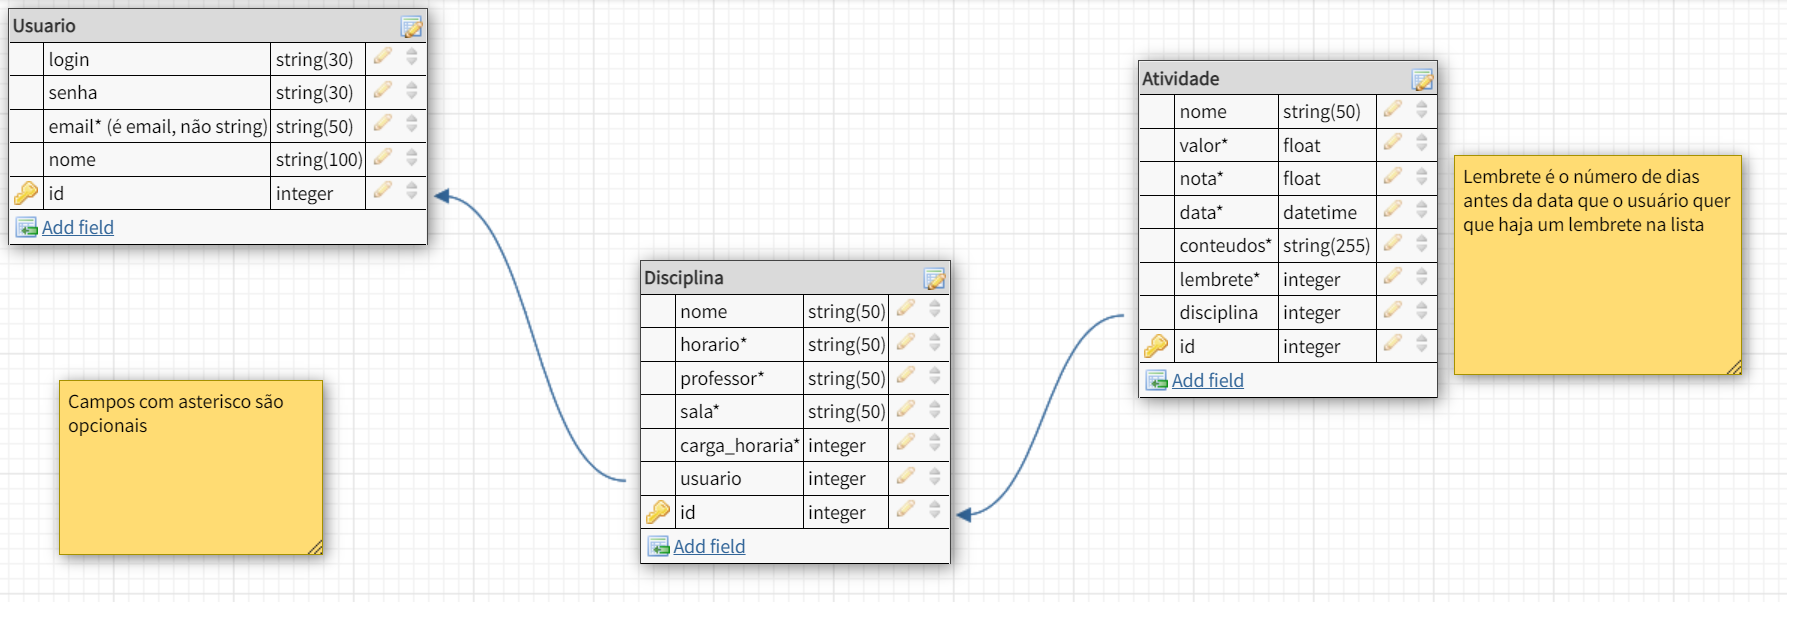 Usuario
login string(30)
senha string(30)
email* (é email, não string) string(50)
nome string(100)
id integer
Add field
Campos com asterisco são
opcionais
Disciplina
nome string(50)
horario* string(50)
professor* string(50)
sala* string(50)
carga_horaria* integer
usuario integer
id integer
Add field
Atividade
nome string(50)
valor* float
nota* float
data* datetime
conteudos* string(255)
lembrete* integer
disciplina integer
id integer
Add field
Lembrete é o número de dias
antes da data que o usuário quer
que haja um lembrete na lista